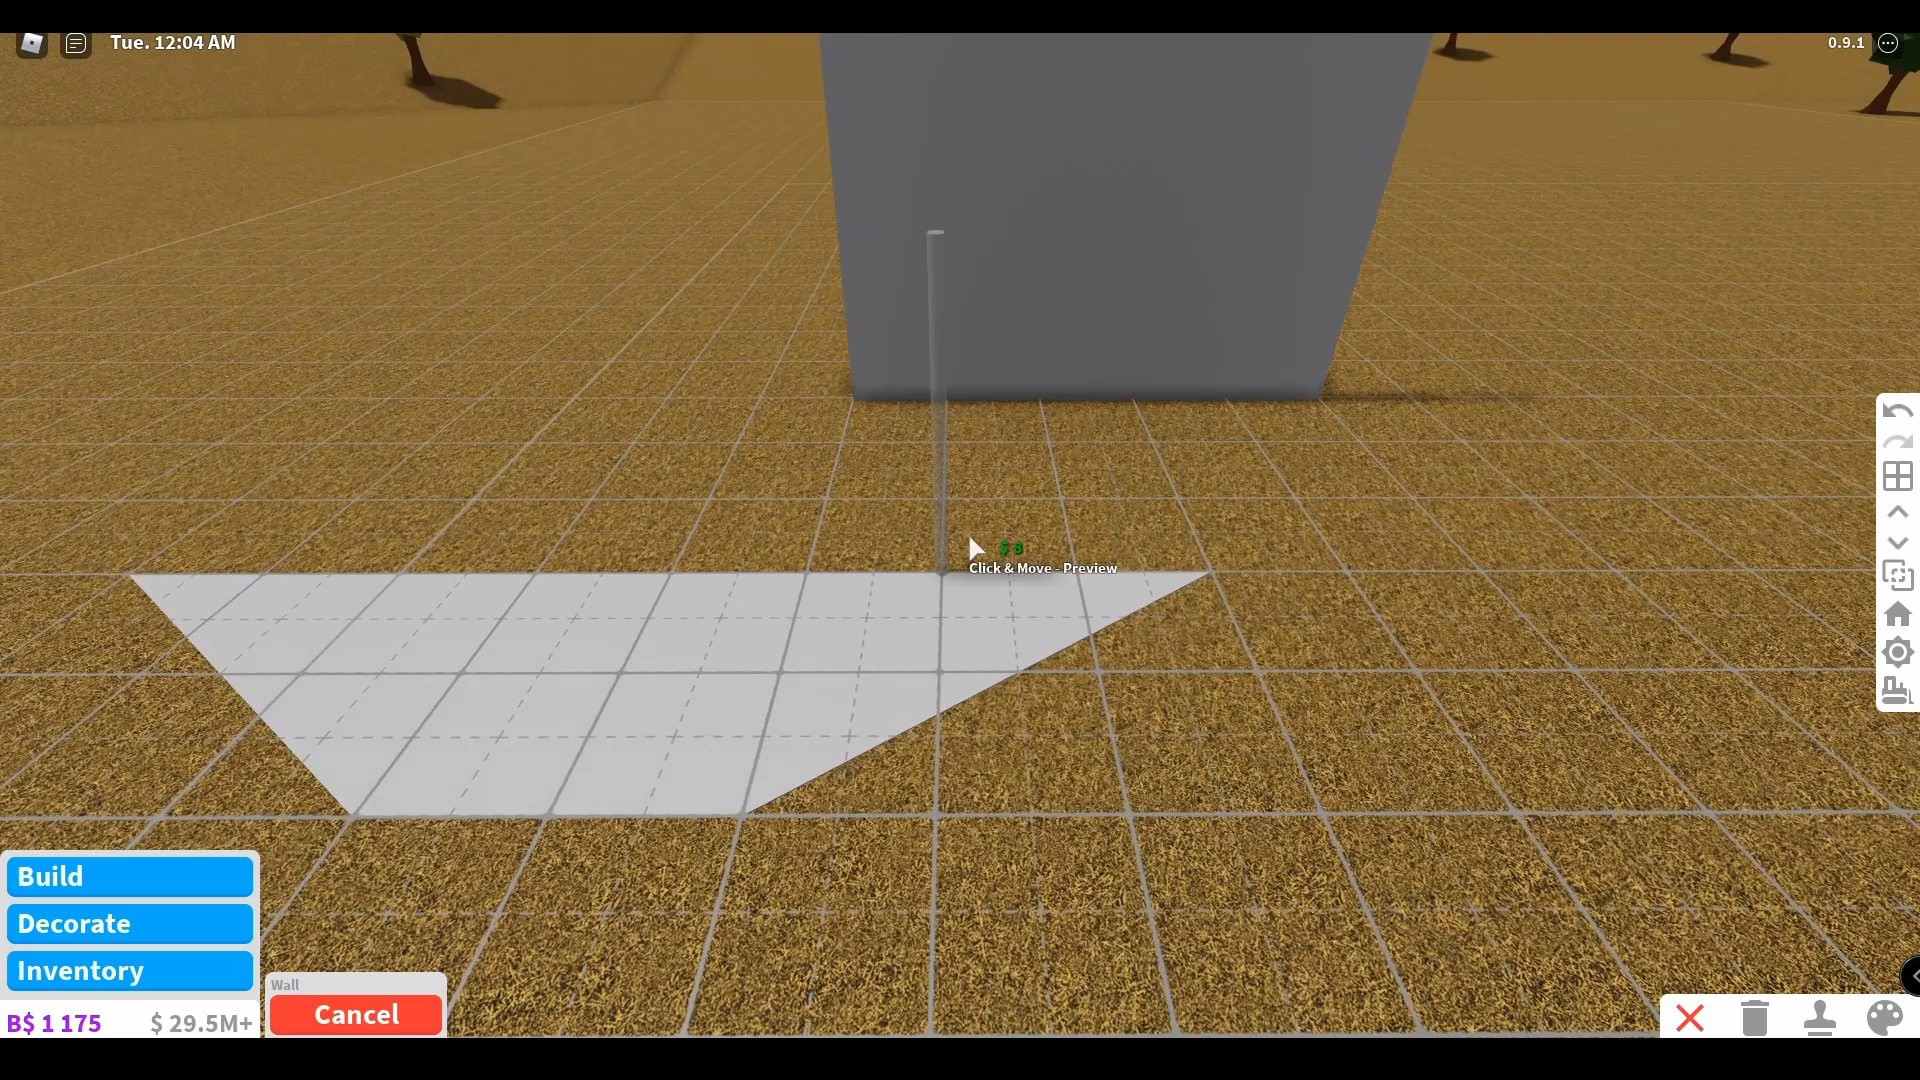 Tue. 12:04 AM
0.9.1
$ 8
Click & Move - Preview
Build
Decorate
Inventory
Wall
Cancel
B$ 1 175
$ 29.5M+